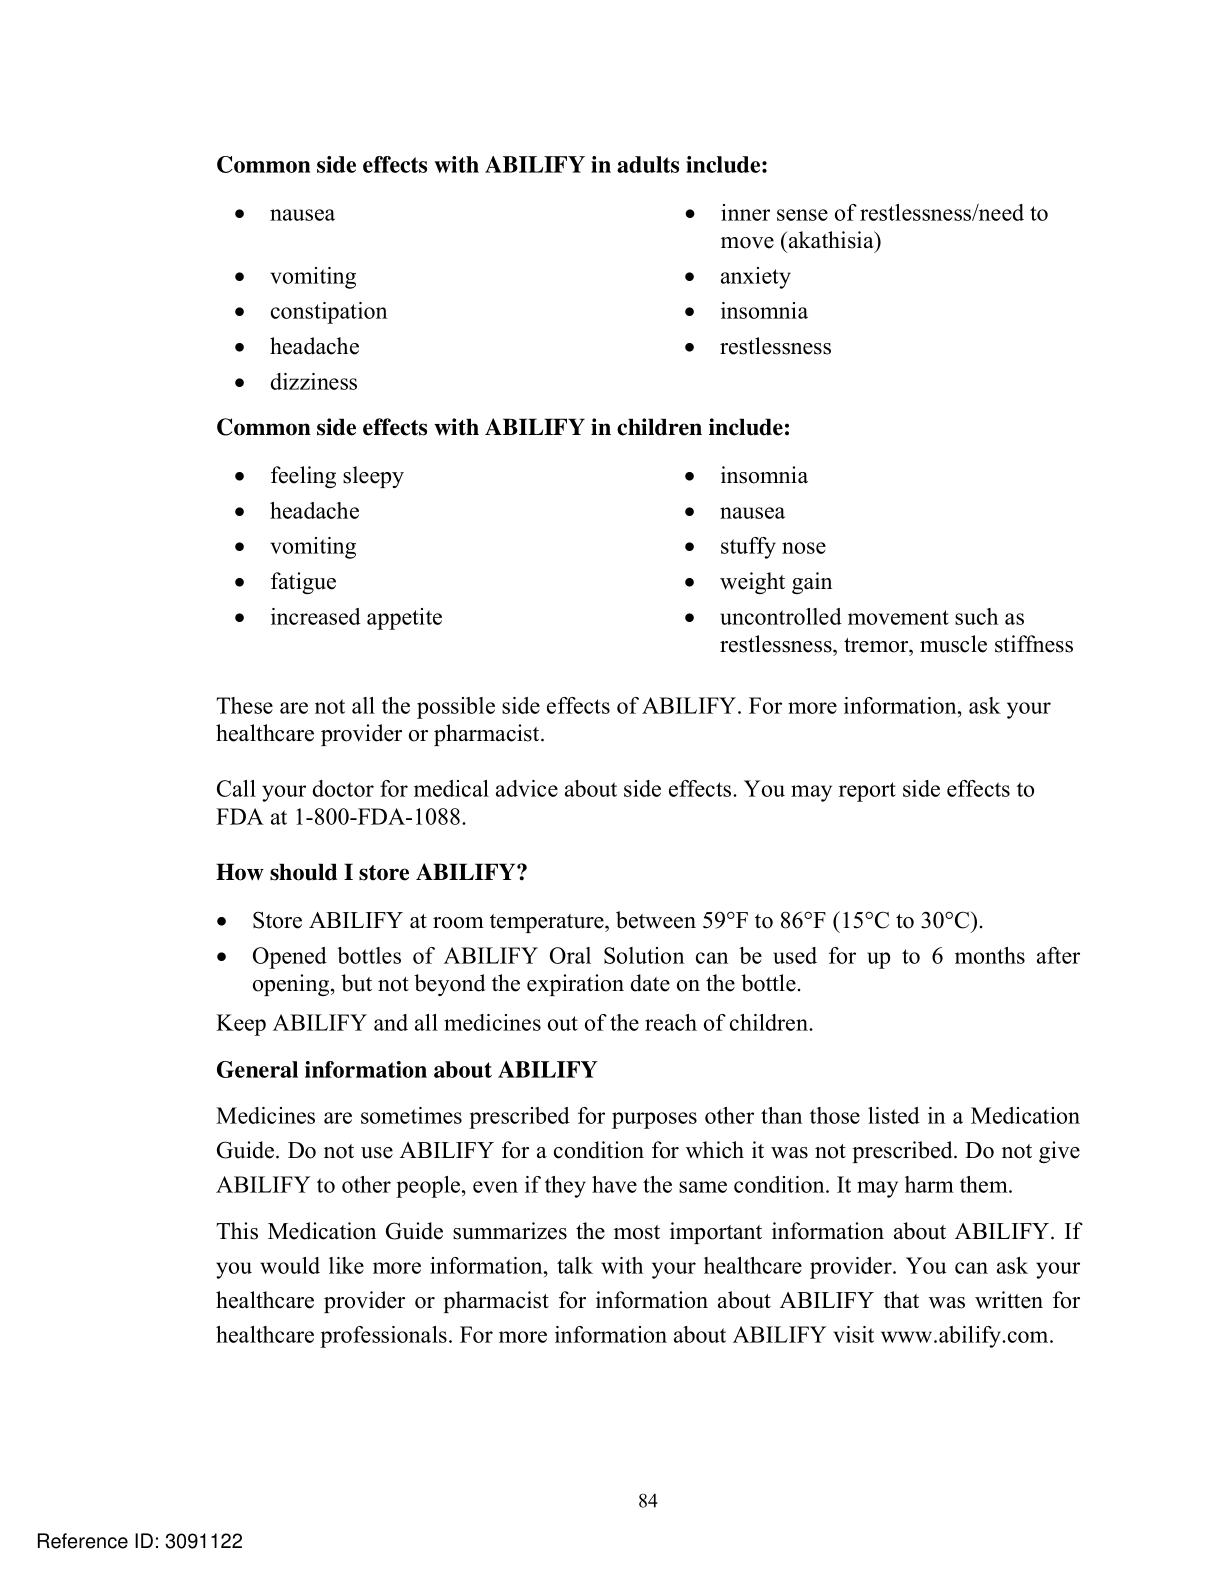 Common side effects with ABILIFY in adults include:
• nausea
• inner sense of restlessness/need to
move (akathisia)
• vomiting
• anxiety
• constipation
• insomnia
• headache
• restlessness
• dizziness
Common side effects with ABILIFY in children include:
• feeling sleepy
• insomnia
• headache
• nausea
• vomiting
• stuffy nose
• fatigue
• weight gain
• increased appetite
• uncontrolled movement such as
restlessness, tremor, muscle stiffness
These are not all the possible side effects of ABILIFY. For more information, ask your
healthcare provider or pharmacist.
Call your doctor for medical advice about side effects. You may report side effects to
FDA at 1-800-FDA-1088.
How should I store ABILIFY?
• Store ABILIFY at room temperature, between 59°F to 86°F (15°C to 30°C).
• Opened bottles of ABILIFY Oral Solution can be used for up to 6 months after
opening, but not beyond the expiration date on the bottle.
Keep ABILIFY and all medicines out of the reach of children.
General information about ABILIFY
Medicines are sometimes prescribed for purposes other than those listed in a Medication
Guide. Do not use ABILIFY for a condition for which it was not prescribed. Do not give
ABILIFY to other people, even if they have the same condition. It may harm them.
This Medication Guide summarizes the most important information about ABILIFY. If
you would like more information, talk with your healthcare provider. You can ask your
healthcare provider or pharmacist for information about ABILIFY that was written for
healthcare professionals. For more information about ABILIFY visit www.abilify.com.
84
Reference ID: 3091122